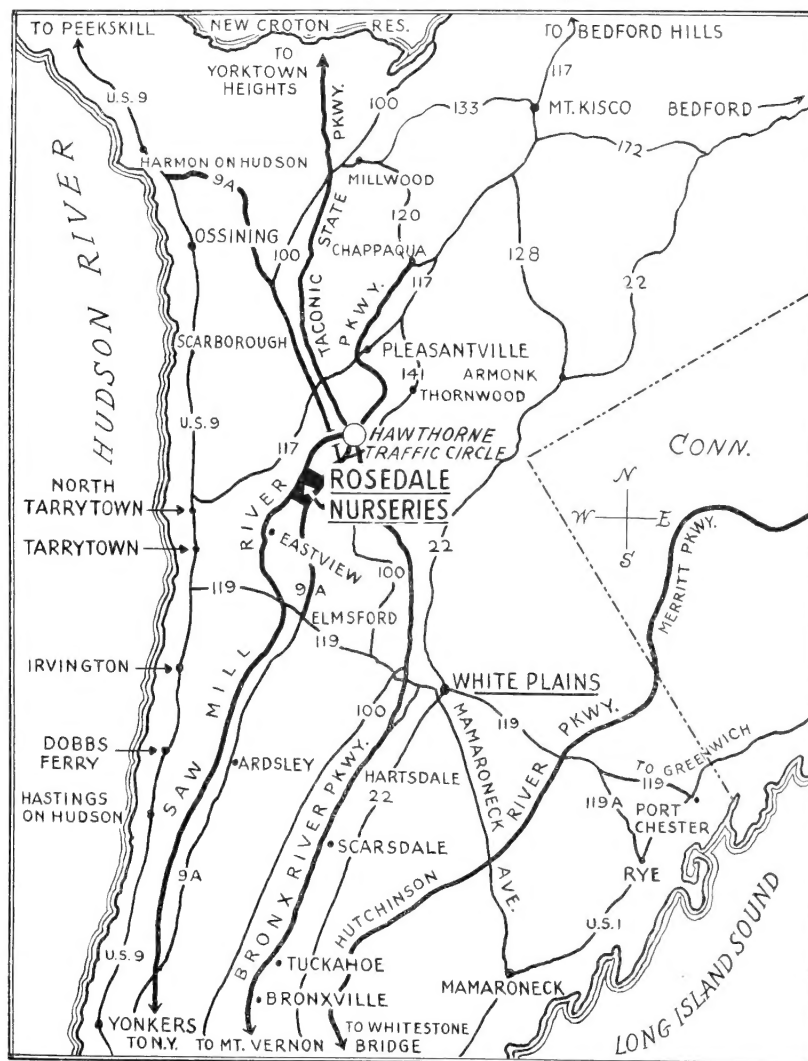 TO PEEKSKILL
NEW CROTON RES.
TO
YORKTOWN
HEIGHTS
TO
BEDFORD HILLS
117
U.S. 9
100
133
MT. KISCO
BEDFORD
HARMON ON HUDSON
9A
PKWY.
MILLWOOD
172
HUDSON RIVER
OSSINING
100
TACONIC STATE
120
CHAPPAQUA
128
22
117
SCARBOROUGH
PKWY.
PLEASANTVILLE
ARMONK
141
THORNWOOD
U.S. 9
117
HAWTHORNE
TRAFFIC CIRCLE
CONN.
ROSEDALE
NURSERIES
N
W E
S
NORTH
TARRYTOWN
TARRYTOWN
EASTVIEW
22
100
119
9A
ELMSFORD
119
MERRITT PKWY.
IRVINGTON
WHITE PLAINS
100
119
SAW MILL RIVER
DOBBS
FERRY
ARDSLEY
HARTSDALE
22
MAMARONECK AVE.
TO GREENWICH
119
119A
PORT
CHESTER
HASTINGS
ON HUDSON
SCARSDALE
RYE
9A
BRONX RIVER PKWY.
HUTCHINSON RIVER PKWY.
U.S. 1
U.S. 9
TUCKAHOE
BRONXVILLE
MAMARONECK
LONG ISLAND SOUND
YONKERS
TO N.Y.
TO MT. VERNON
TO WHITESTONE
BRIDGE